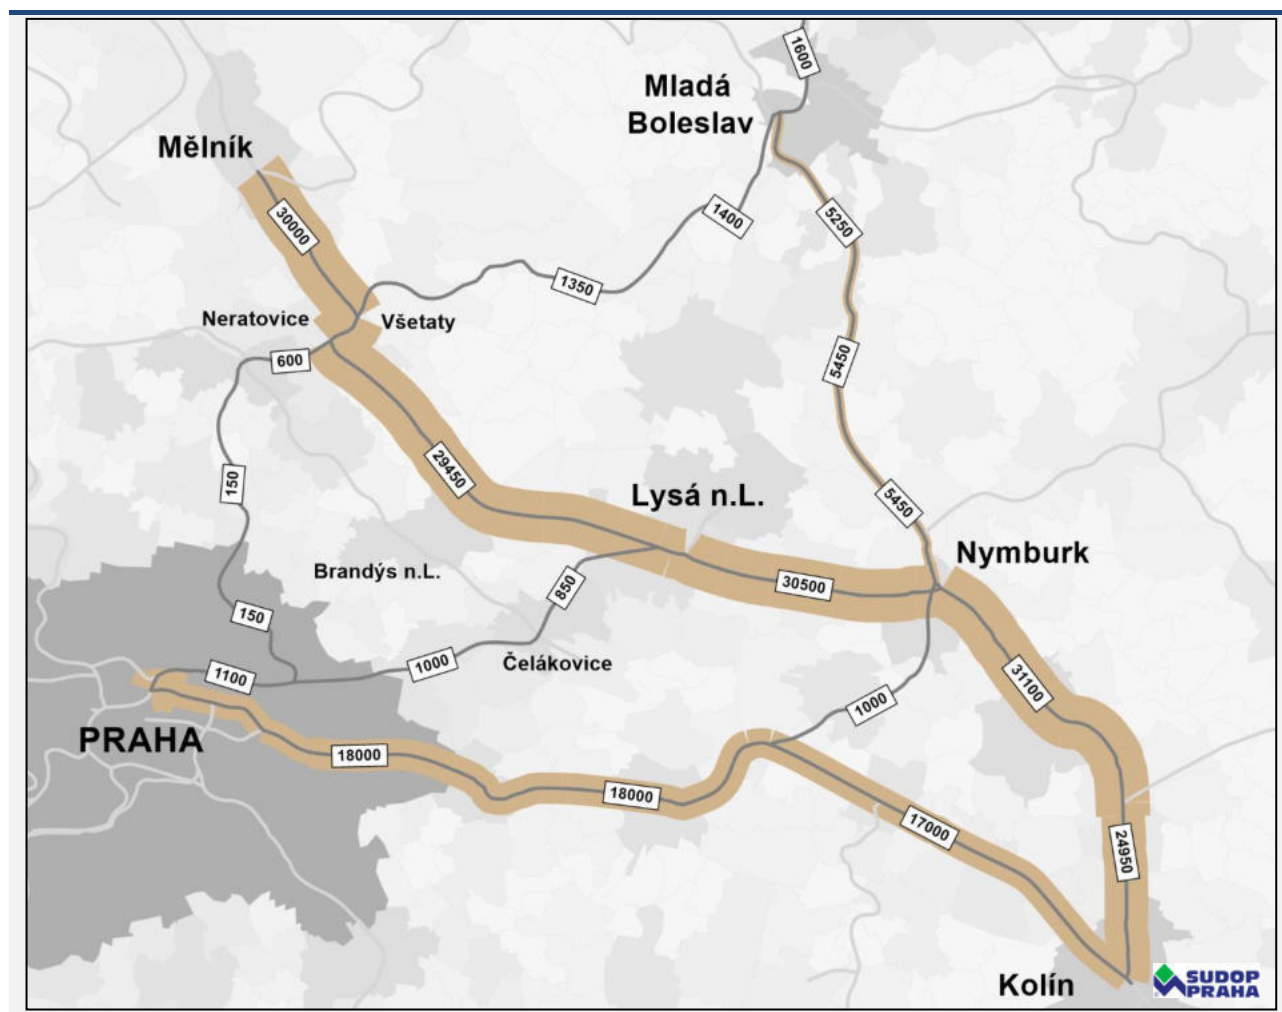 1600
Mladá
Boleslav
Mělník
30000
1400
5250
1350
Neratovice
Všetaty
600
5450
29450
150
Lysá n.L.
5450
Nymburk
Brandýs n.L.
850
30500
150
1000
Čelákovice
1100
31100
1000
PRAHA
18000
18000
17000
24950
Kolín
SUDOP
PRAHA